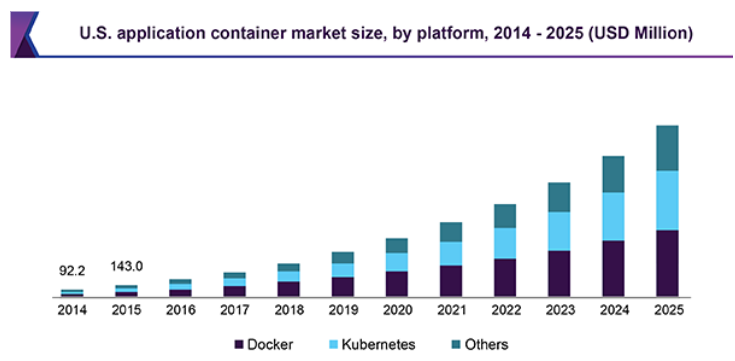 U.S. application container market size, by platform, 2014 - 2025 (USD Million)
92.2 143.0
2014 2015 2016 2017 2018 2019 2020 2021 2022 2023 2024 2025
Docker Kubernetes Others